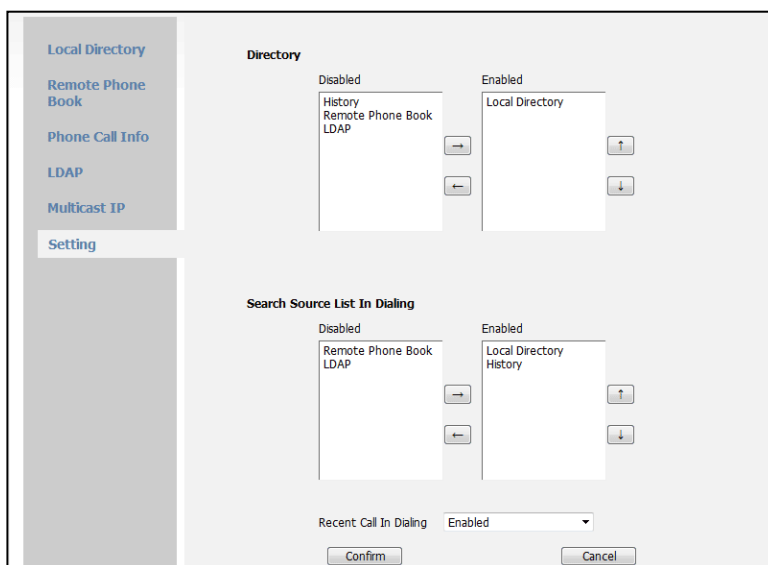 Local Directory
Remote Phone
Book
Phone Call Info
LDAP
Multicast IP
Setting
Directory
Disabled
Enabled
History
Remote Phone Book
LDAP
Local Directory
→
←
↑
↓
Search Source List In Dialing
Disabled
Enabled
Remote Phone Book
LDAP
Local Directory
History
→
←
↑
↓
Recent Call In Dialing Enabled
Confirm Cancel